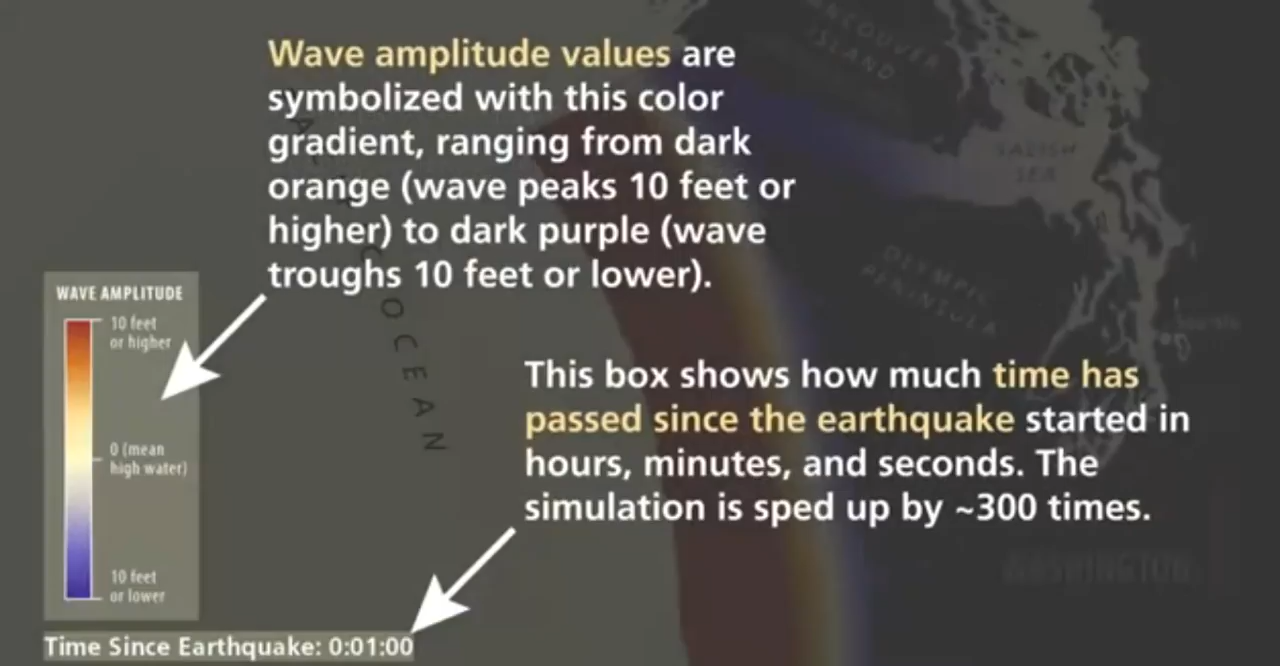 Wave amplitude values are
symbolized with this color
gradient, ranging from dark
orange (wave peaks 10 feet or
higher) to dark purple (wave
troughs 10 feet or lower).
VANCOUVER
ISLAND
SALISH
SEA
OLYMPIC
PENINSULA
OCEAN
WAVE AMPLITUDE
10 feet
or higher
0 (mean
high water)
10 feet
or lower
This box shows how much time has
passed since the earthquake started in
hours, minutes, and seconds. The
simulation is sped up by ~300 times.
WASHINGTON
Time Since Earthquake: 0:01:00